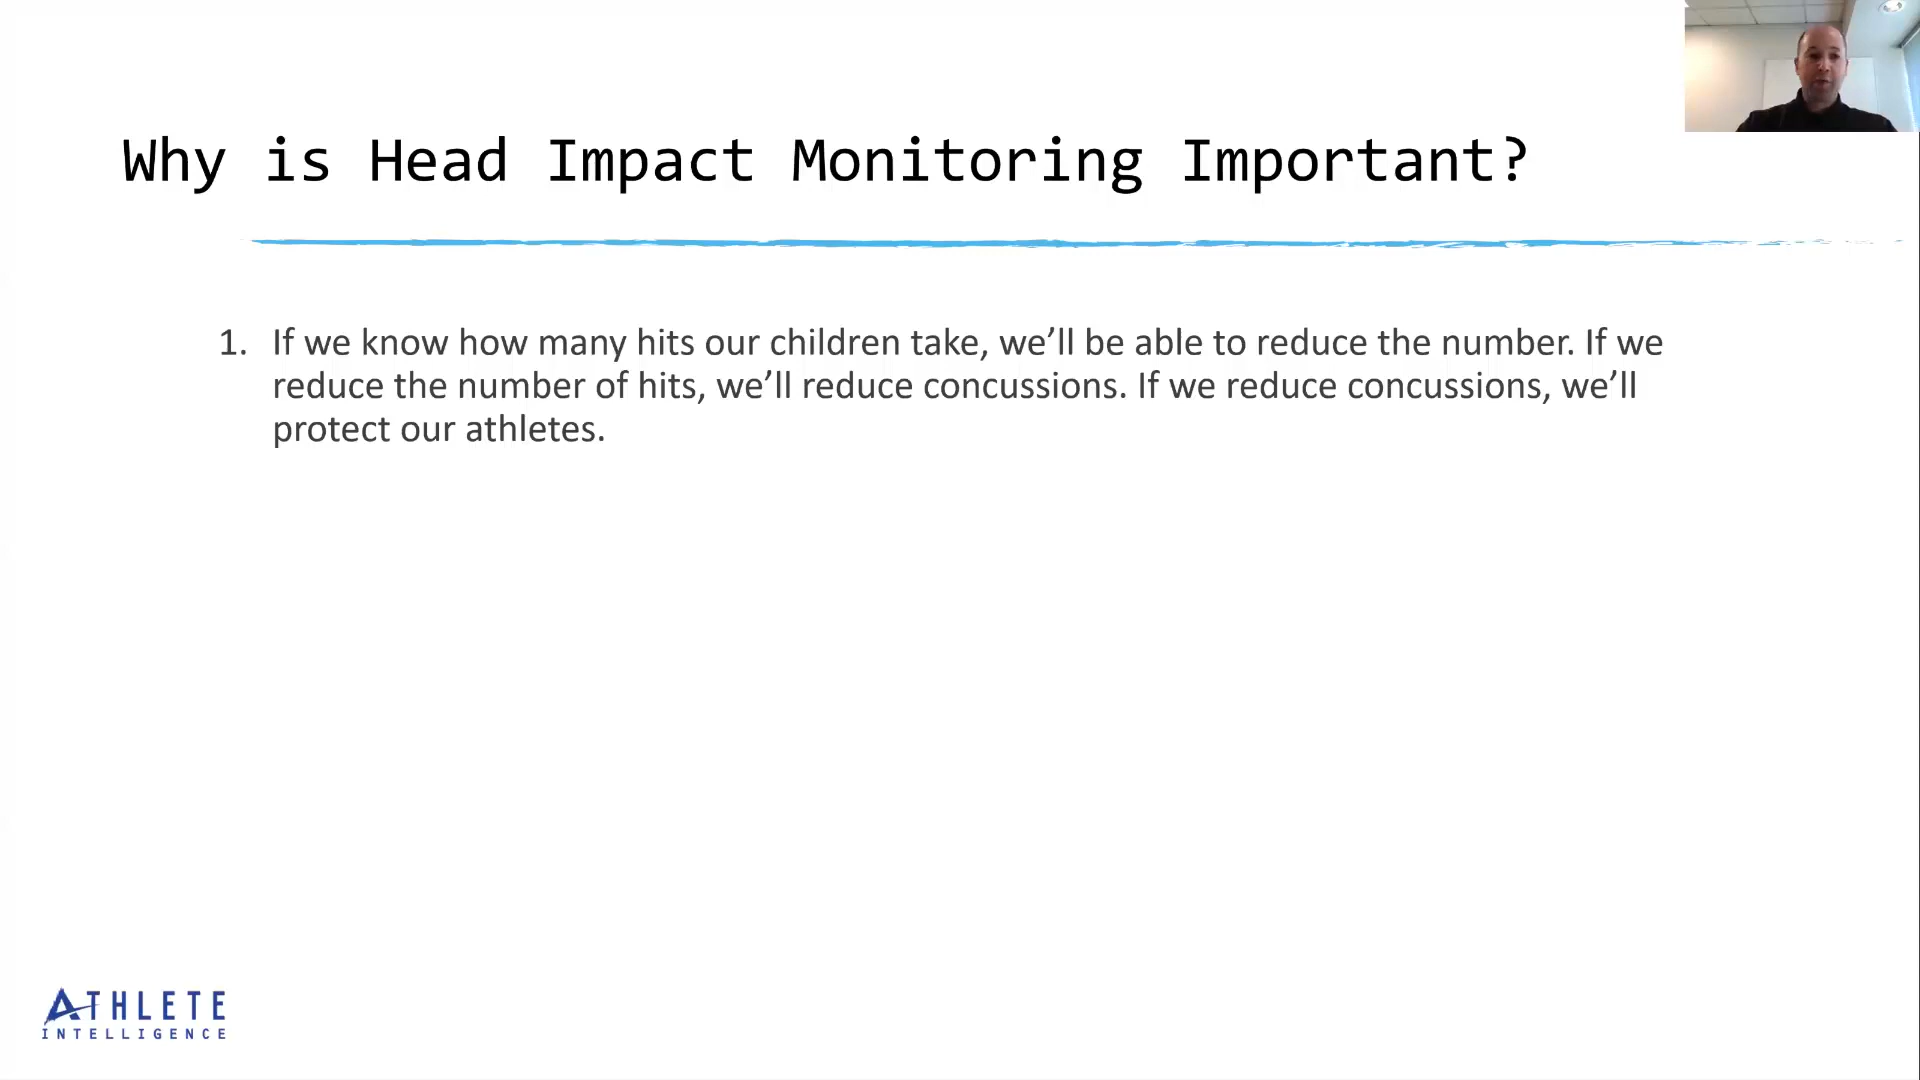 Why is Head Impact Monitoring Important?
1. If we know how many hits our children take, we’ll be able to reduce the number. If we
reduce the number of hits, we’ll reduce concussions. If we reduce concussions, we’ll
protect our athletes.
ATHLETE
INTELLIGENCE